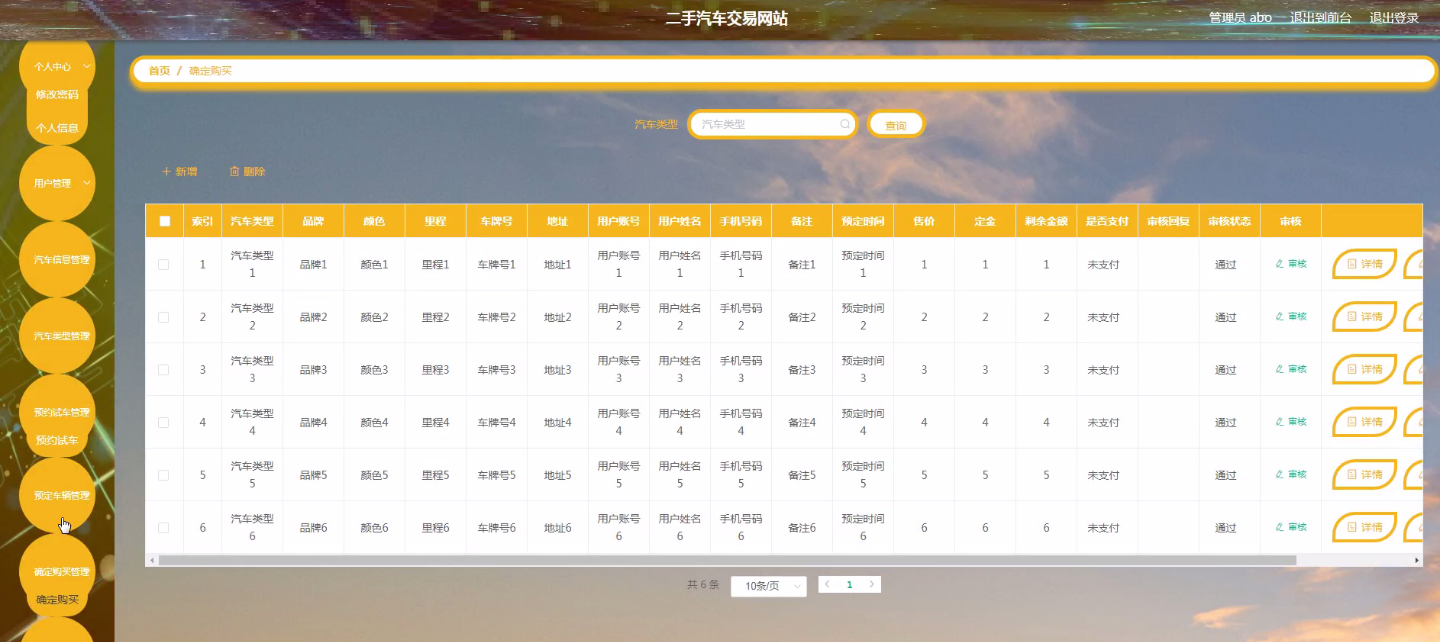 二手汽车交易网站
管理员 abo 退出到前台 退出登录
个人中心
修改密码
个人信息
用户管理
汽车信息管理
汽车类型管理
预约试车管理
预约试车
预定车辆管理
确定购买管理
确定购买
首页 / 确定购买
汽车类型 汽车类型 查询
新增 删除
索引 汽车类型 品牌 颜色 里程 车牌号 地址 用户账号 用户姓名 手机号码 备注 预定时间 售价 定金 剩余金额 是否支付 审核回复 审核状态 审核
1 汽车类型1 品牌1 颜色1 里程1 车牌号1 地址1 用户账号1 用户姓名1 手机号码1 备注1 预定时间1 1 1 1 未支付 通过 审核 详情
2 汽车类型2 品牌2 颜色2 里程2 车牌号2 地址2 用户账号2 用户姓名2 手机号码2 备注2 预定时间2 2 2 2 未支付 通过 审核 详情
3 汽车类型3 品牌3 颜色3 里程3 车牌号3 地址3 用户账号3 用户姓名3 手机号码3 备注3 预定时间3 3 3 3 未支付 通过 审核 详情
4 汽车类型4 品牌4 颜色4 里程4 车牌号4 地址4 用户账号4 用户姓名4 手机号码4 备注4 预定时间4 4 4 4 未支付 通过 审核 详情
5 汽车类型5 品牌5 颜色5 里程5 车牌号5 地址5 用户账号5 用户姓名5 手机号码5 备注5 预定时间5 5 5 5 未支付 通过 审核 详情
6 汽车类型6 品牌6 颜色6 里程6 车牌号6 地址6 用户账号6 用户姓名6 手机号码6 备注6 预定时间6 6 6 6 未支付 通过 审核 详情
共 6 条 10条/页 1